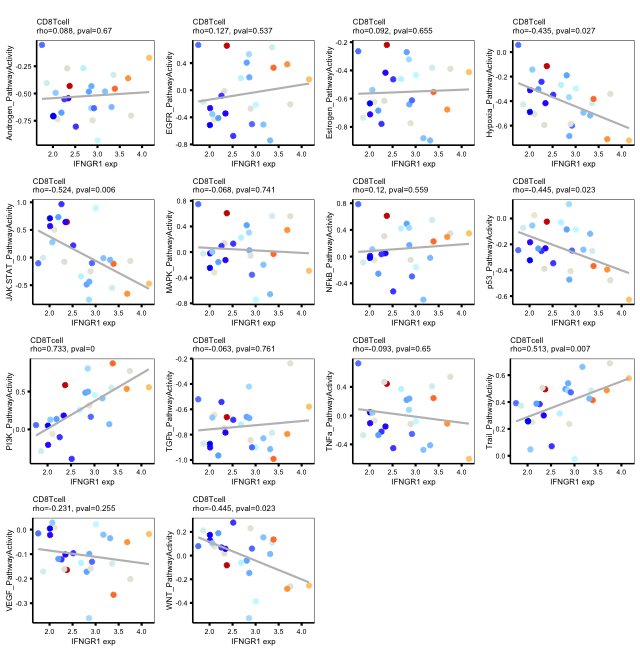 CD8Tcell
rho=0.088, pval=0.67
Androgen_PathwayActivity
-0.25
-0.50
-0.75
2.0 2.5 3.0 3.5 4.0
IFNGR1 exp
CD8Tcell
rho=0.127, pval=0.537
EGFR_PathwayActivity
0.4
0.0
-0.4
-0.8
2.0 2.5 3.0 3.5 4.0
IFNGR1 exp
CD8Tcell
rho=0.092, pval=0.655
Estrogen_PathwayActivity
-0.2
-0.4
-0.6
-0.8
2.0 2.5 3.0 3.5 4.0
IFNGR1 exp
CD8Tcell
rho=-0.435, pval=0.027
Hypoxia_PathwayActivity
0.0
-0.2
-0.4
-0.6
2.0 2.5 3.0 3.5 4.0
IFNGR1 exp
CD8Tcell
rho=-0.524, pval=0.006
JAK.STAT_PathwayActivity
1.0
0.5
0.0
-0.5
2.0 2.5 3.0 3.5 4.0
IFNGR1 exp
CD8Tcell
rho=-0.068, pval=0.741
MAPK_PathwayActivity
0.8
0.4
0.0
-0.4
-0.8
2.0 2.5 3.0 3.5 4.0
IFNGR1 exp
CD8Tcell
rho=0.12, pval=0.559
NFkB_PathwayActivity
0.8
0.4
0.0
-0.4
2.0 2.5 3.0 3.5 4.0
IFNGR1 exp
CD8Tcell
rho=-0.445, pval=0.023
p53_PathwayActivity
0.0
-0.2
-0.4
-0.6
2.0 2.5 3.0 3.5 4.0
IFNGR1 exp
CD8Tcell
rho=0.733, pval=0
PI3K_PathwayActivity
0.5
0.0
2.0 2.5 3.0 3.5 4.0
IFNGR1 exp
CD8Tcell
rho=-0.063, pval=0.761
TGFb_PathwayActivity
-0.2
-0.4
-0.6
-0.8
-1.0
2.0 2.5 3.0 3.5 4.0
IFNGR1 exp
CD8Tcell
rho=-0.093, pval=0.65
TNFa_PathwayActivity
0.4
0.0
-0.4
2.0 2.5 3.0 3.5 4.0
IFNGR1 exp
CD8Tcell
rho=0.513, pval=0.007
Trail_PathwayActivity
0.6
0.4
0.2
0.0
2.0 2.5 3.0 3.5 4.0
IFNGR1 exp
CD8Tcell
rho=-0.231, pval=0.255
VEGF_PathwayActivity
0.0
-0.1
-0.2
-0.3
2.0 2.5 3.0 3.5 4.0
IFNGR1 exp
CD8Tcell
rho=-0.445, pval=0.023
WNT_PathwayActivity
0.2
0.0
-0.2
-0.4
2.0 2.5 3.0 3.5 4.0
IFNGR1 exp